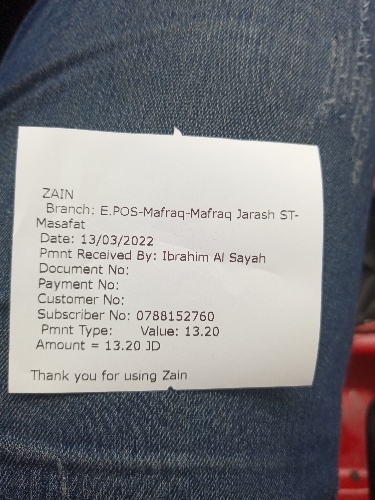 ZAIN
Branch: E.POS-Mafraq-Mafraq Jarash ST-
Masafat
Date: 13/03/2022
Pmnt Received By: Ibrahim Al Sayah
Document No:
Payment No:
Customer No:
Subscriber No: 0788152760
Pmnt Type: Value: 13.20
Amount = 13.20 JD
Thank you for using Zain